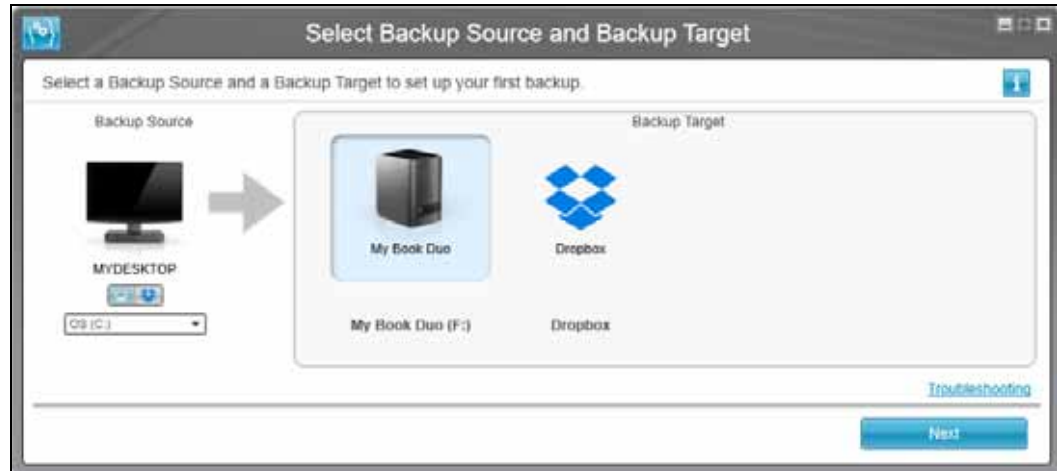 Select Backup Source and Backup Target
Select a Backup Source and a Backup Target to set up your first backup.
Backup Source
Backup Target
My Book Duo
Dropbox
MYDESKTOP
OS (C:)
My Book Duo (F:)
Dropbox
Troubleshooting
Next